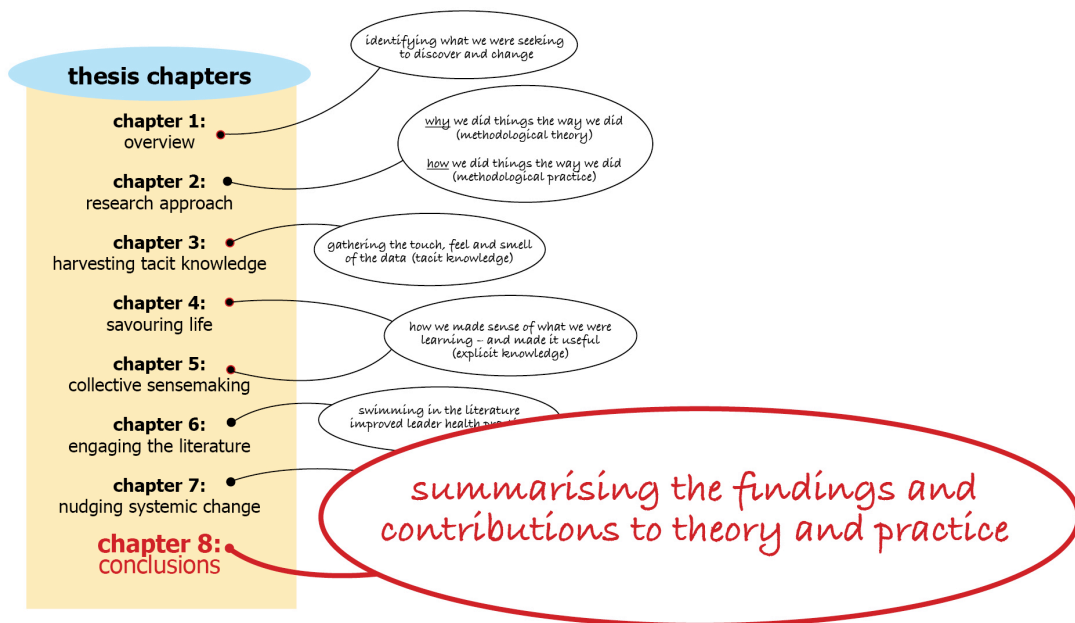 thesis chapters
chapter 1:
overview
identifying what we were seeking
to discover and change
chapter 2:
research approach
why we did things the way we did
(methodological theory)
how we did things the way we did
(methodological practice)
chapter 3:
harvesting tacit knowledge
gathering the touch, feel and smell
of the data (tacit knowledge)
chapter 4:
savouring life
chapter 5:
collective sensemaking
how we made sense of what we were
learning – and made it useful
(explicit knowledge)
chapter 6:
engaging the literature
swimming in the literature
improved leader health
chapter 7:
nudging systemic change
chapter 8:
conclusions
summarising the findings and
contributions to theory and practice